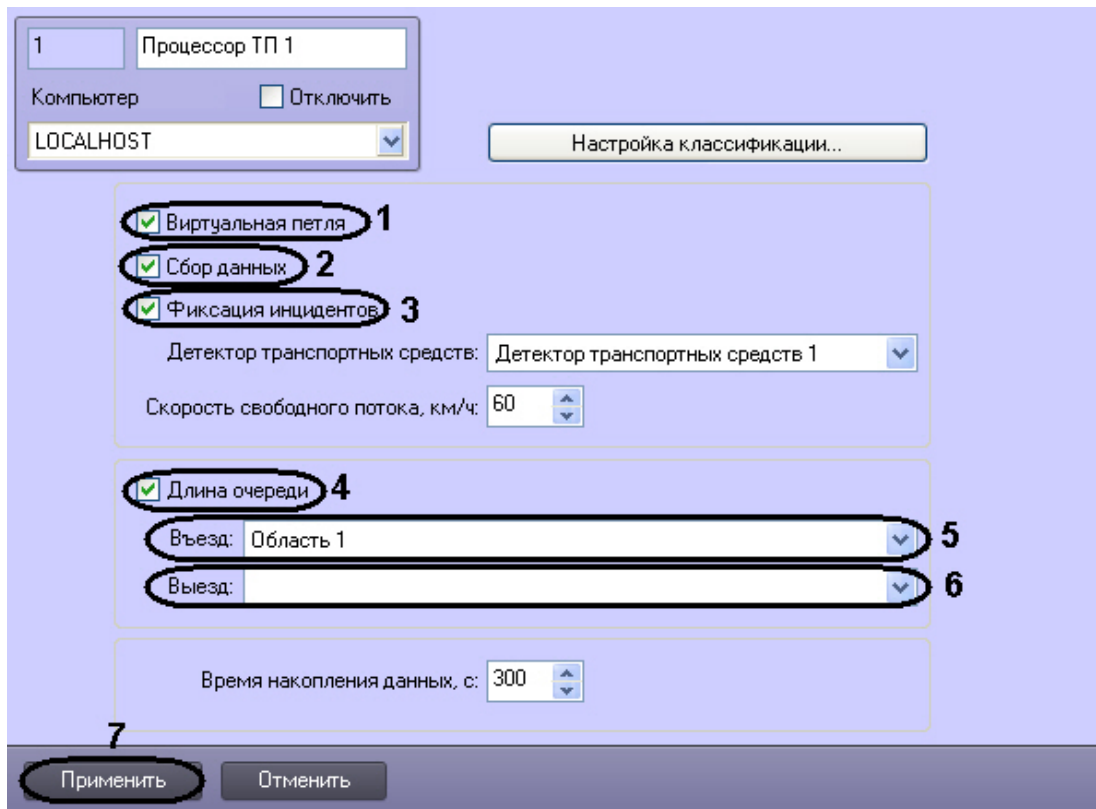 1 Процессор ТП 1
Компьютер Отключить
LOCALHOST
Настройка классификации...
Виртуальная петля 1
Сбор данных 2
Фиксация инцидентов 3
Детектор транспортных средств: Детектор транспортных средств 1
Скорость свободного потока, км/ч: 60
Длина очереди 4
Въезд: Область 1 5
Выезд: 6
Время накопления данных, с: 300
7
Применить Отменить